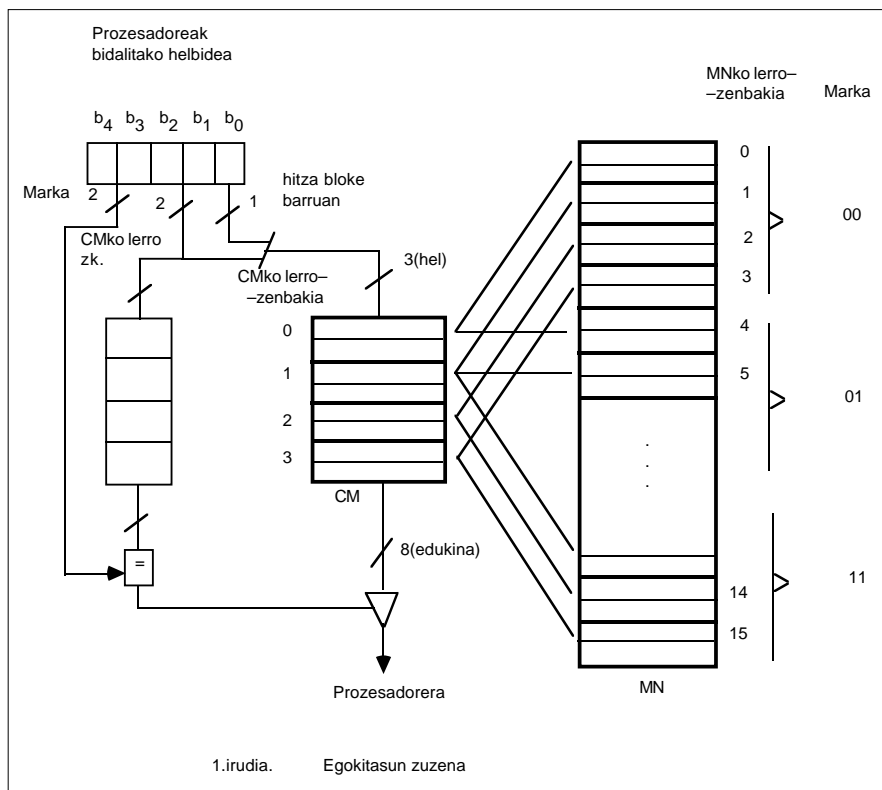 Prozesadoreak
bidalitako helbidea
MNko lerro–
–zenbakia
Marka
b4 b3 b2 b1 b0
Marka
2
2
1
hitza bloke
barruan
CMko lerro
zk.
CMko lerro–
–zenbakia
3(hel)
0
1
2
3
CM
8(edukina)
=
Prozesadorera
0
1
2
3
4
5
.
.
.
14
15
MN
00
01
11
1.irudia. Egokitasun zuzena